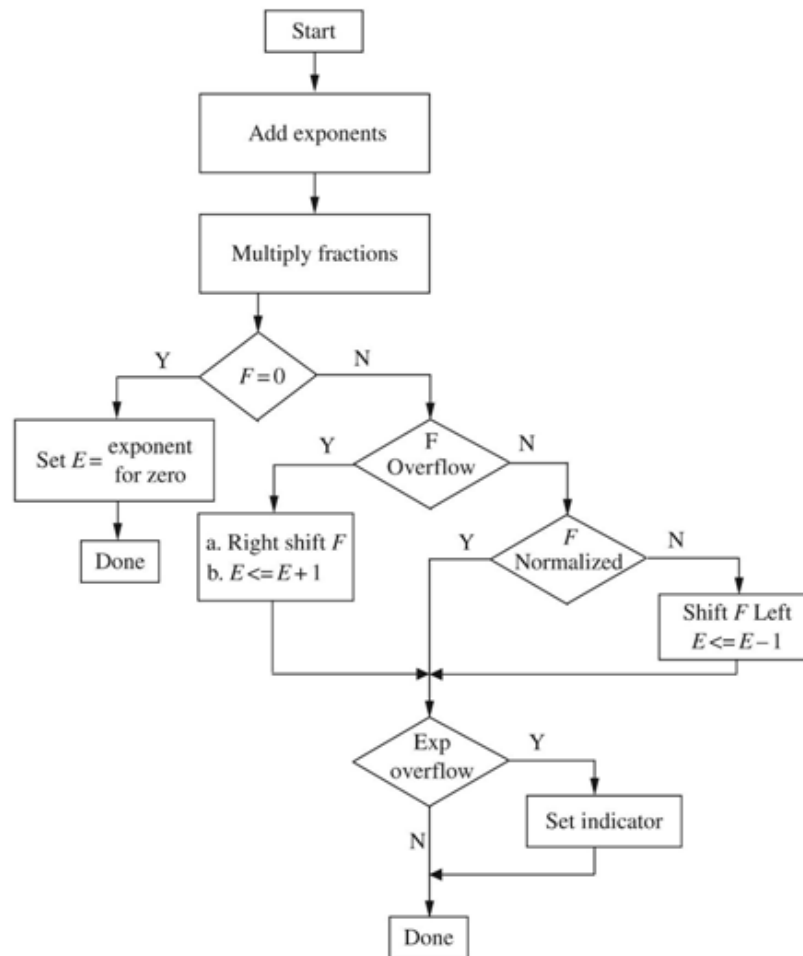 Start
Add exponents
Multiply fractions
Y
N
F = 0
Set E = exponent
for zero
Done
Y
N
F
Overflow
a. Right shift F
b. E <= E + 1
Y
N
F
Normalized
Shift F Left
E <= E – 1
Exp
overflow
Y
Set indicator
N
Done